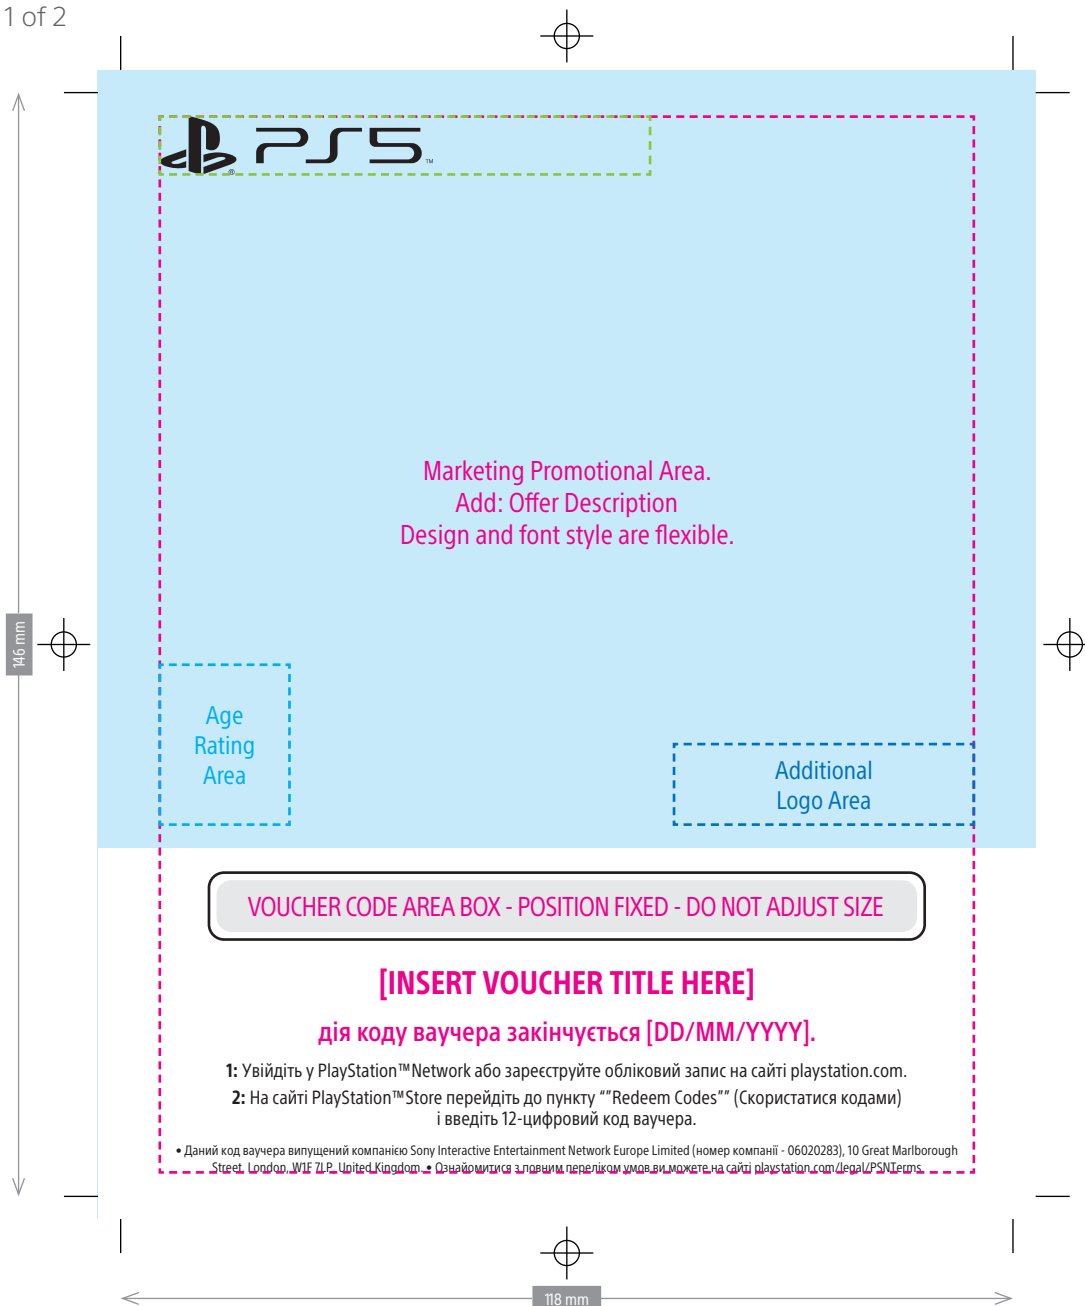 1 of 2
PS5
™
®
Marketing Promotional Area.
Add: Offer Description
Design and font style are flexible.
146 mm
Age
Rating
Area
Additional
Logo Area
VOUCHER CODE AREA BOX - POSITION FIXED - DO NOT ADJUST SIZE
[INSERT VOUCHER TITLE HERE]
дія коду ваучера закінчується [DD/MM/YYYY].
1: Увійдіть у PlayStation™Network або зареєструйте обліковий запис на сайті playstation.com.
2: На сайті PlayStation™Store перейдіть до пункту “”Redeem Codes”” (Скористатися кодами)
і введіть 12-цифровий код ваучера.
• Даний код ваучера випущений компанією Sony Interactive Entertainment Network Europe Limited (номер компанії - 06020283), 10 Great Marlborough
Street, London, W1F 7LP, United Kingdom. • Ознайомитися з повним переліком умов ви можете на сайті playstation.com/legal/PSNTerms.
118 mm